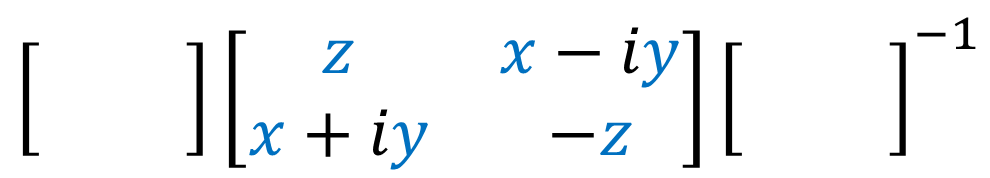 [ ] [ z x − iy ] [ ]⁻¹
[ ] [ x + iy −z ] [ ]